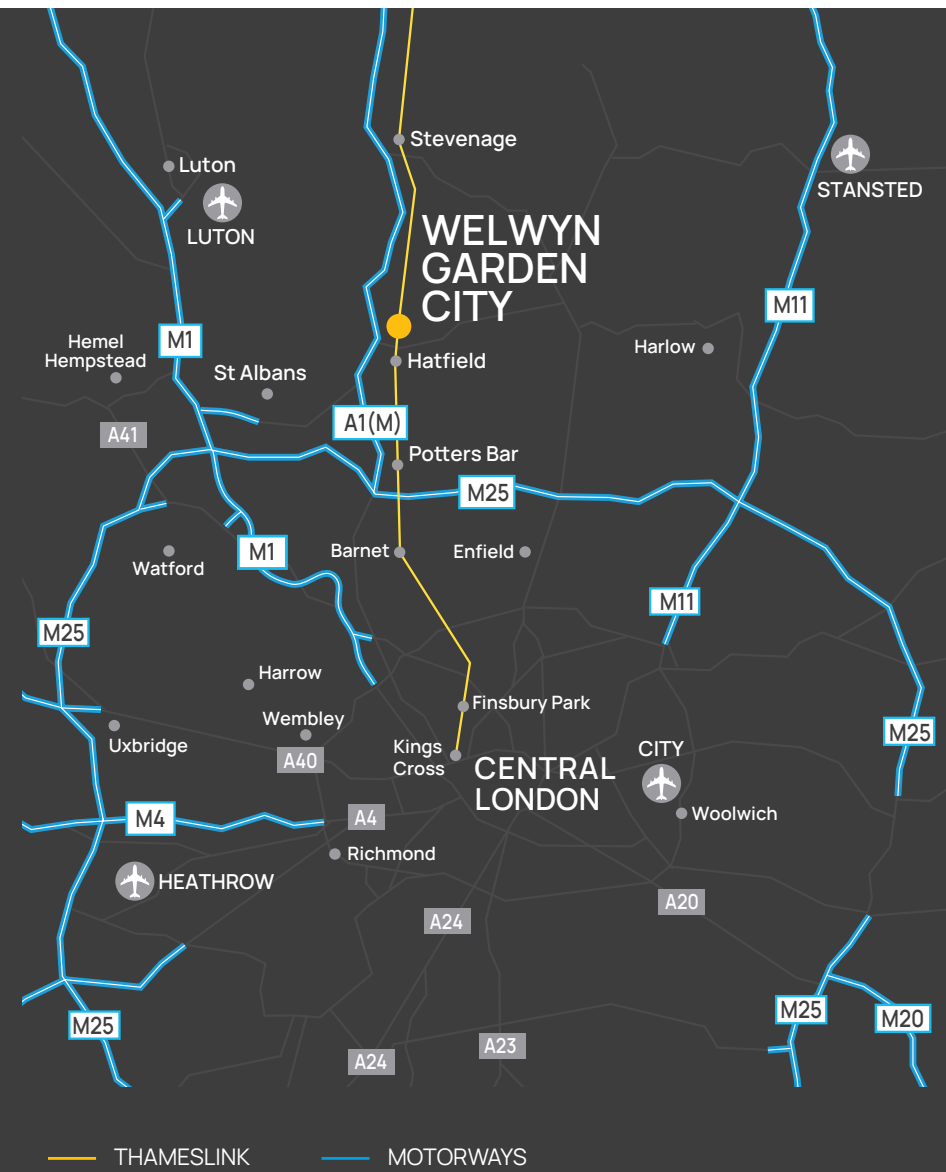 Stevenage
Luton
STANSTED
LUTON
WELWYN
GARDEN
CITY
M11
M1
Hemel
Hempstead
Harlow
Hatfield
St Albans
A1(M)
A41
Potters Bar
M25
M1
Barnet
Enfield
Watford
M11
M25
Harrow
Finsbury Park
Wembley
Uxbridge
A40
Kings
Cross
CITY
M25
CENTRAL
LONDON
M4
A4
Woolwich
Richmond
HEATHROW
A20
A24
M25
M25
M20
A23
A24
THAMESLINK
MOTORWAYS